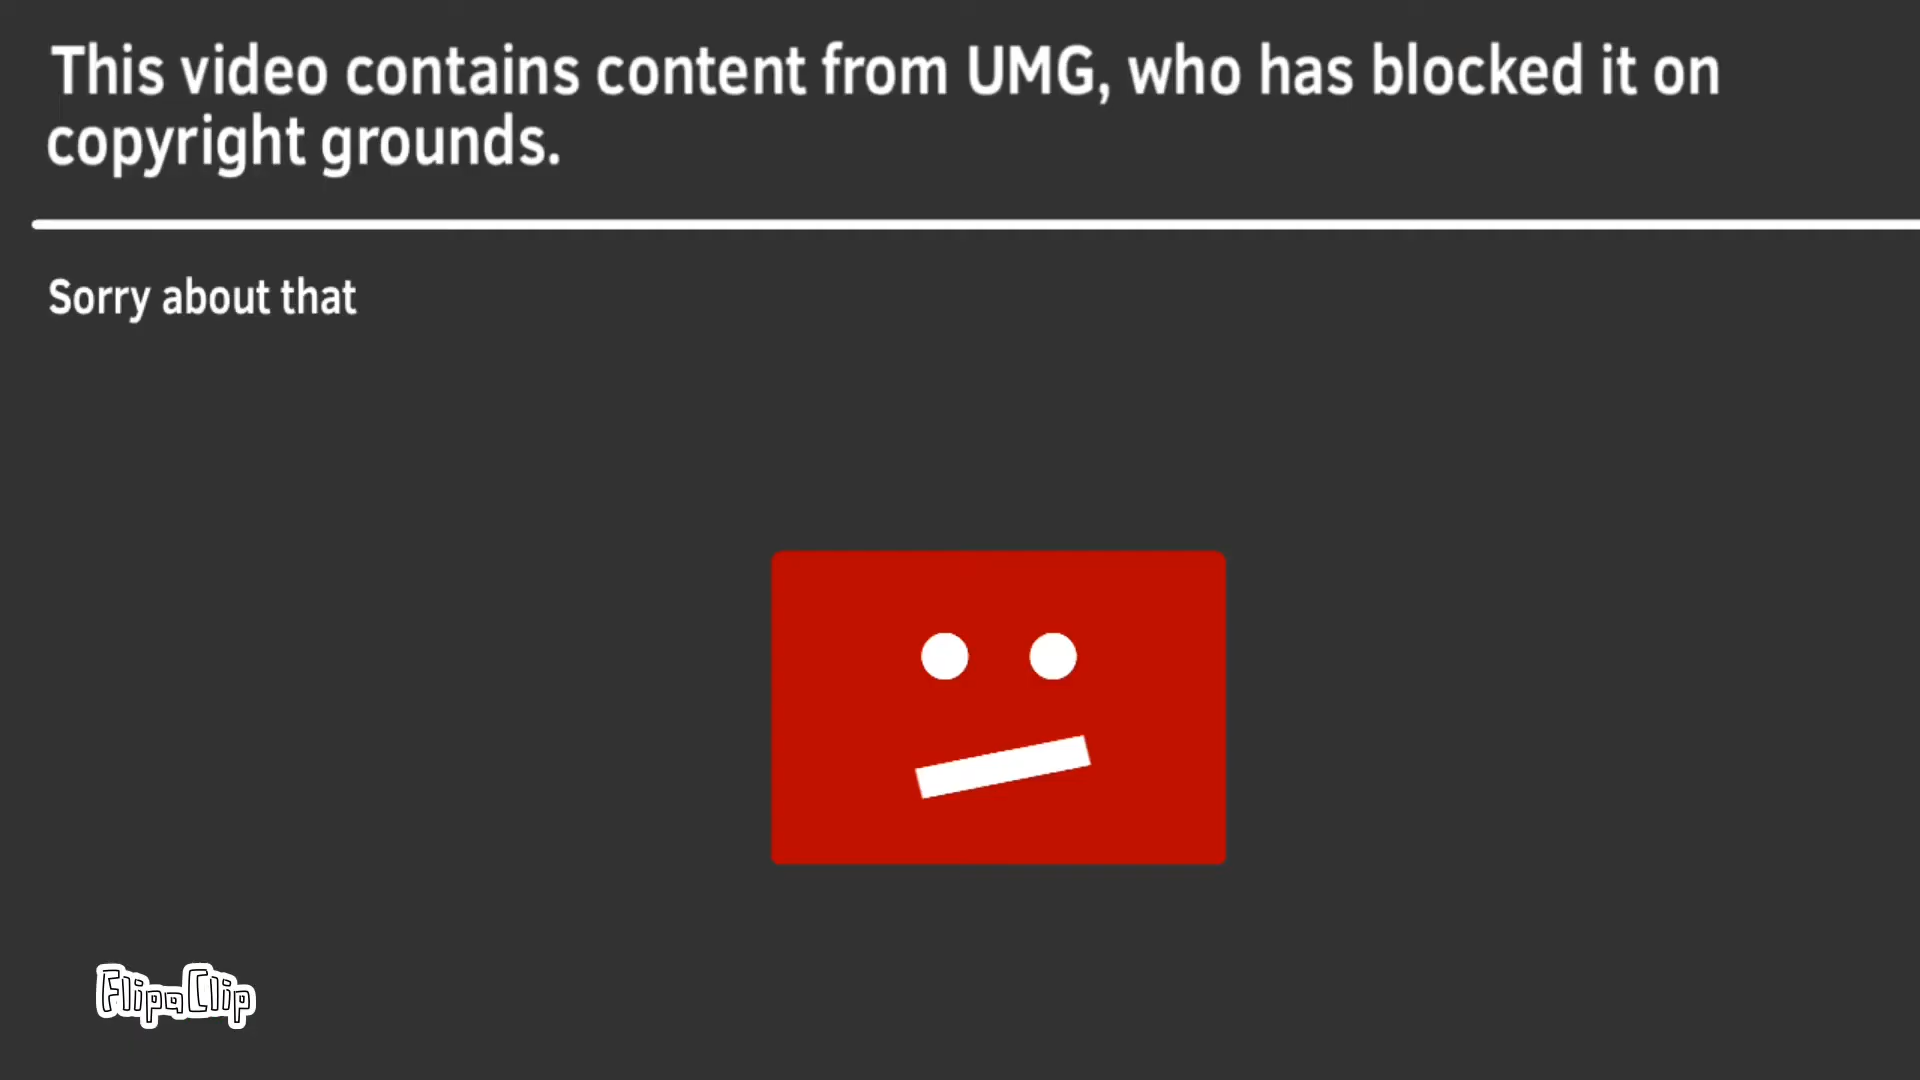 This video contains content from UMG, who has blocked it on
copyright grounds.
Sorry about that
FlipaClip